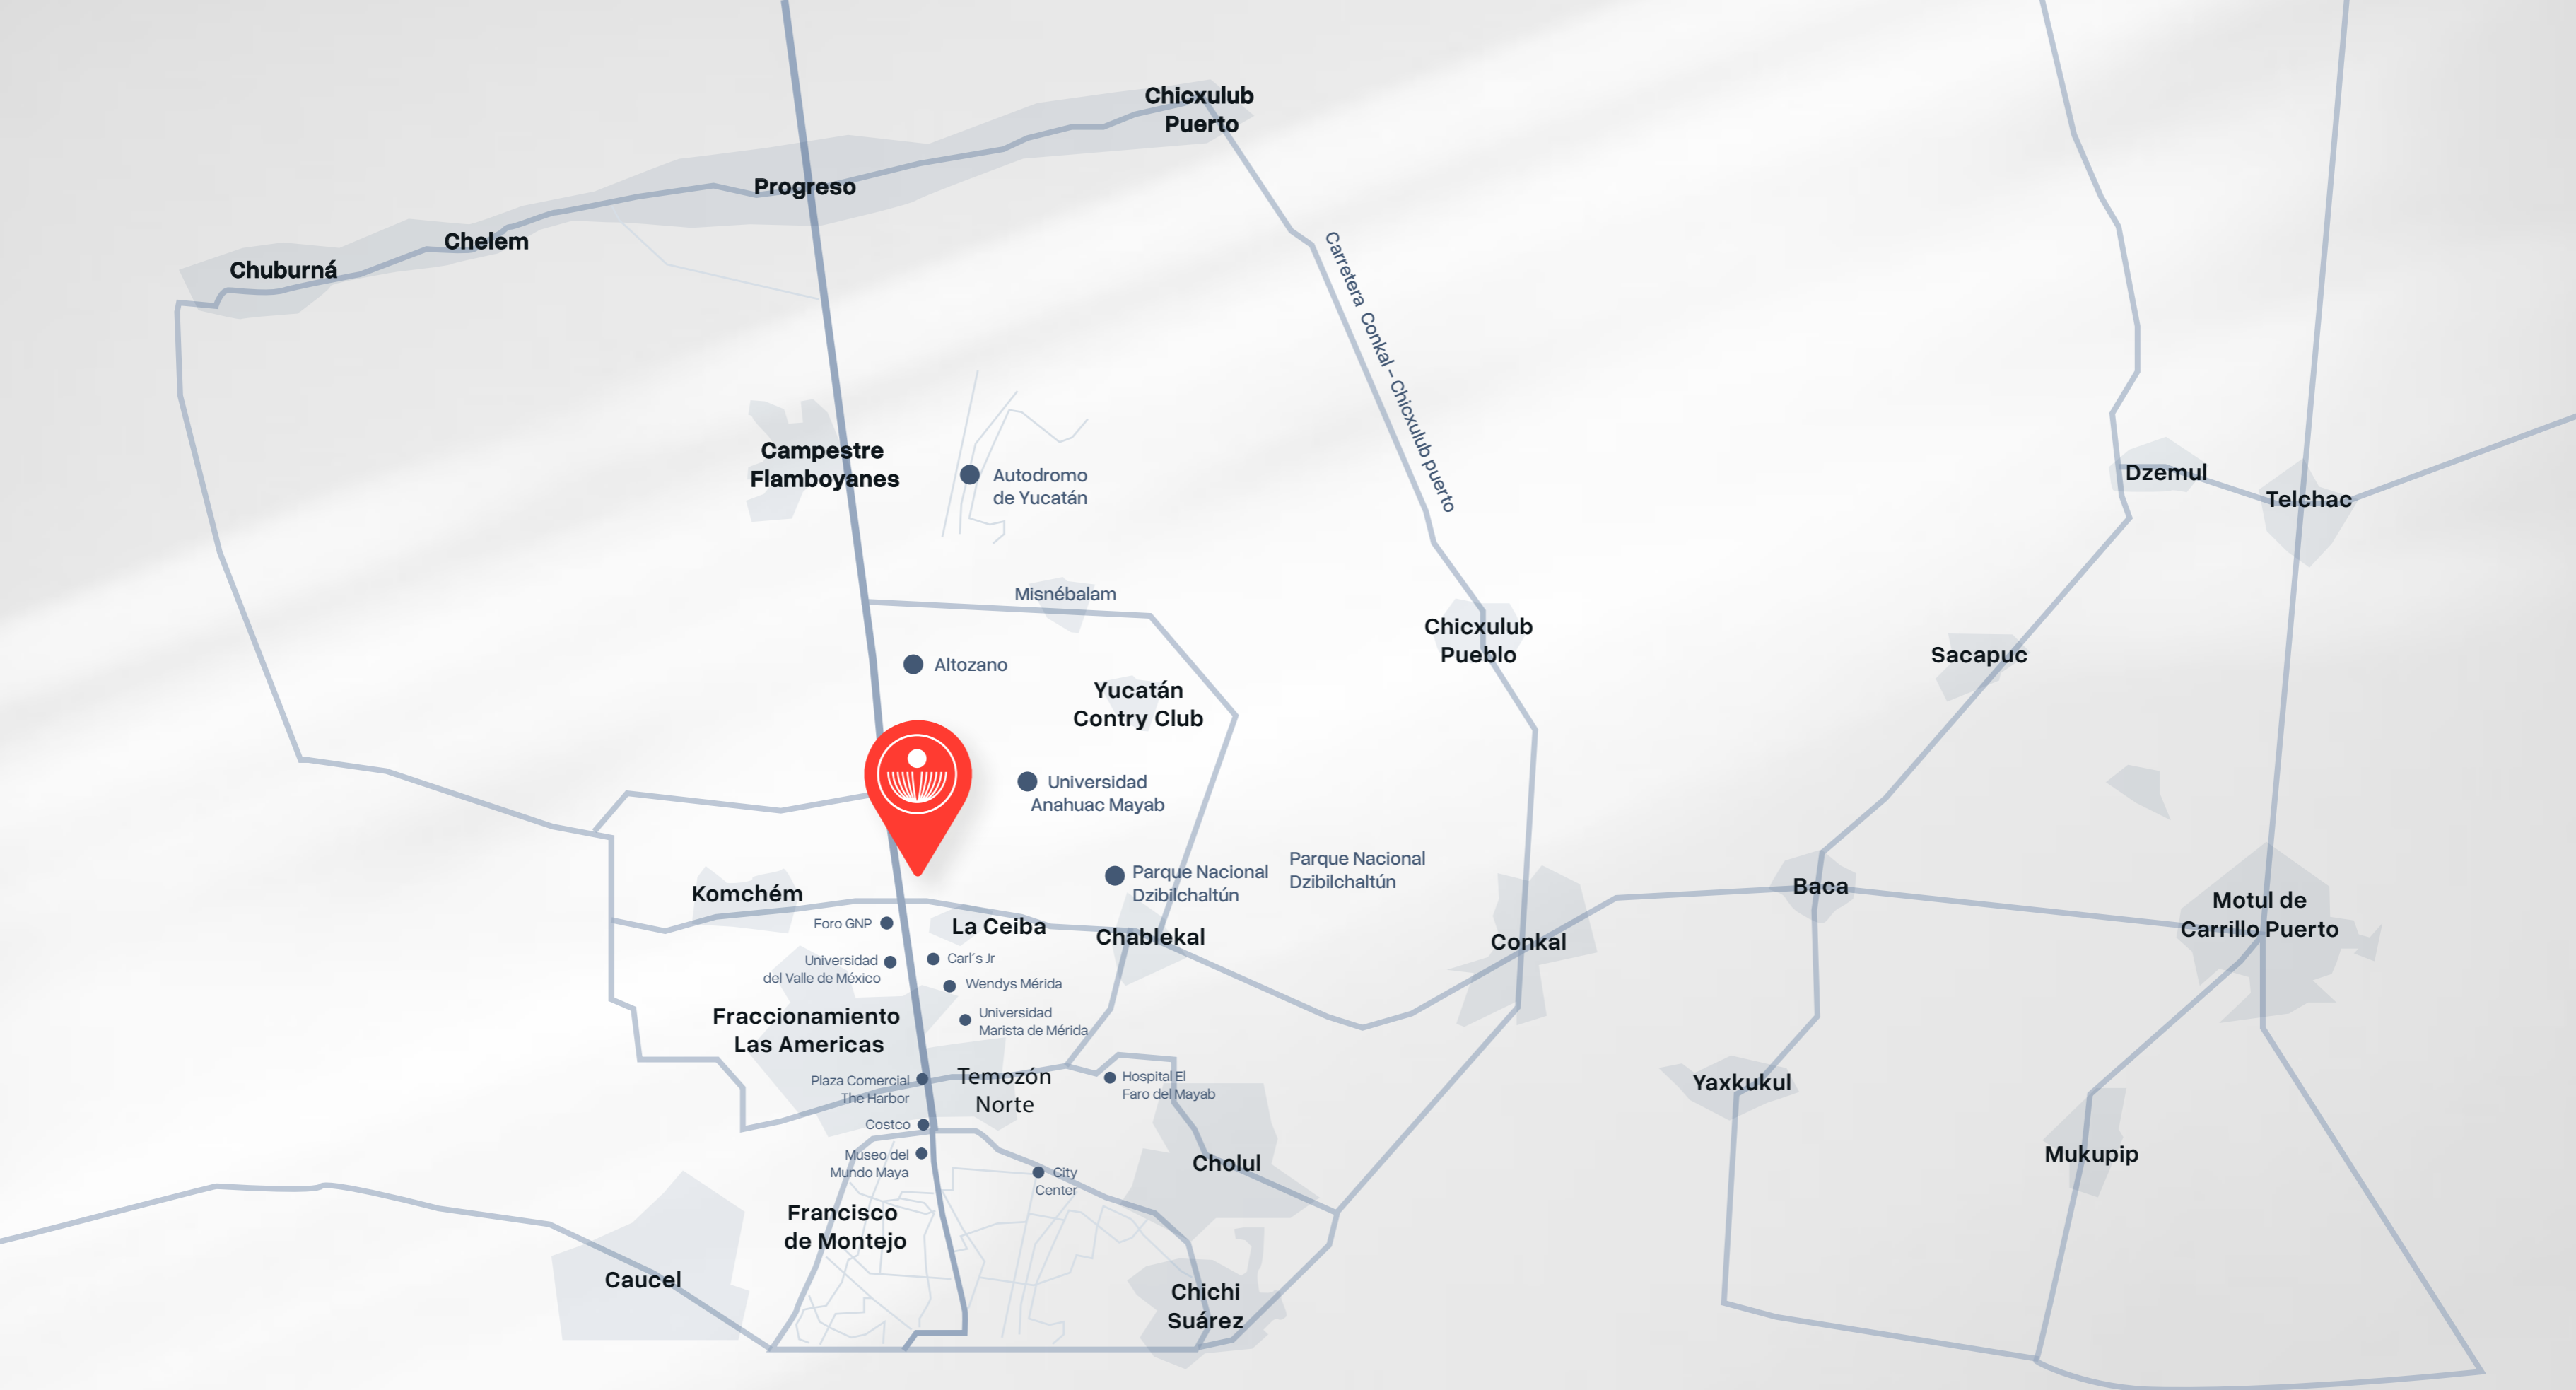 Chicxulub
Puerto
Progreso
Chelem
Chuburná
Carretera Conkal - Chicxulub puerto
Campestre
Flamboyanes
Autodromo
de Yucatán
Dzemul
Telchac
Misnébalam
Chicxulub
Pueblo
Sacapuc
Altozano
Yucatán
Contry Club
Universidad
Anahuac Mayab
Parque Nacional
Dzibilchaltún
Parque Nacional
Dzibilchaltún
Komchém
Baca
Motul de
Carrillo Puerto
Foro GNP
La Ceiba
Chablekal
Conkal
Universidad
del Valle de México
Carl´s Jr
Wendys Mérida
Universidad
Marista de Mérida
Fraccionamiento
Las Americas
Plaza Comercial
The Harbor
Temozón
Norte
Hospital El
Faro del Mayab
Yaxkukul
Costco
Museo del
Mundo Maya
City
Center
Cholul
Mukupip
Francisco
de Montejo
Caucel
Chichi
Suárez